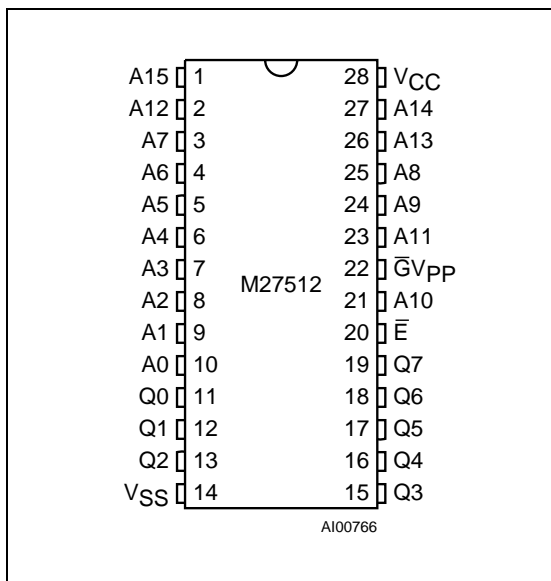 A15 1 28 VCC
A12 2 27 A14
A7 3 26 A13
A6 4 25 A8
A5 5 24 A9
A4 6 23 A11
A3 7 22 G̅VPP
M27512
A2 8 21 A10
A1 9 20 E̅
A0 10 19 Q7
Q0 11 18 Q6
Q1 12 17 Q5
Q2 13 16 Q4
VSS 14 15 Q3
AI00766